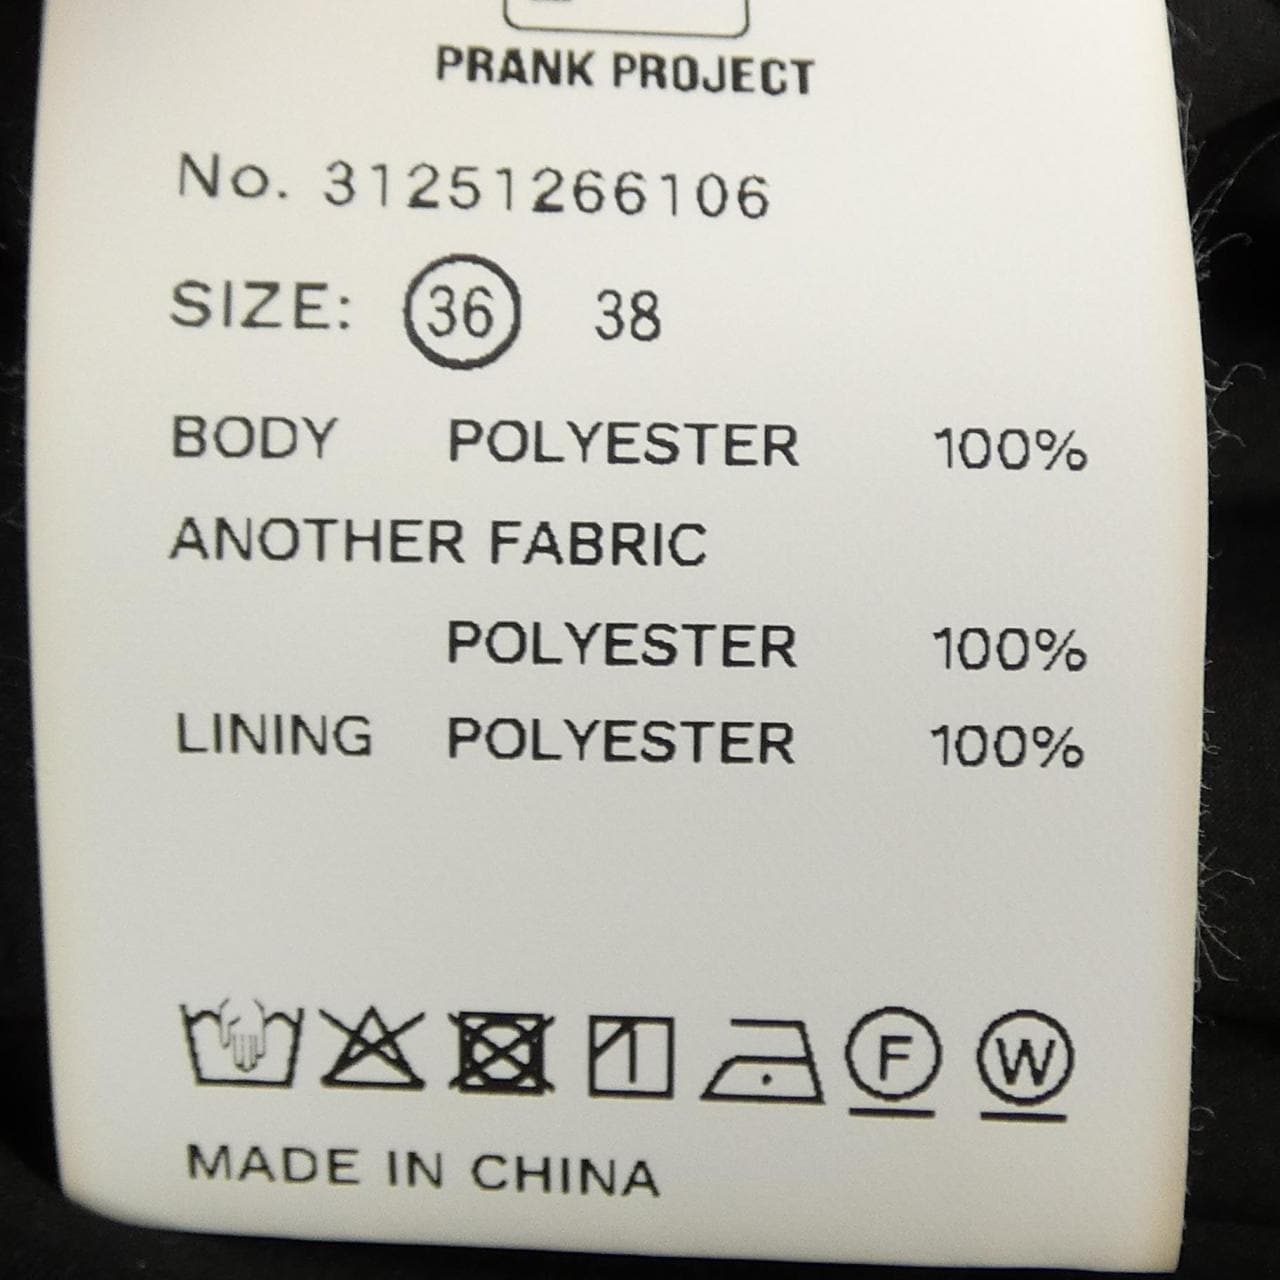 PRANK PROJECT
No. 31251266106
SIZE: 36 38
BODY POLYESTER 100%
ANOTHER FABRIC
POLYESTER 100%
LINING POLYESTER 100%
F W
MADE IN CHINA